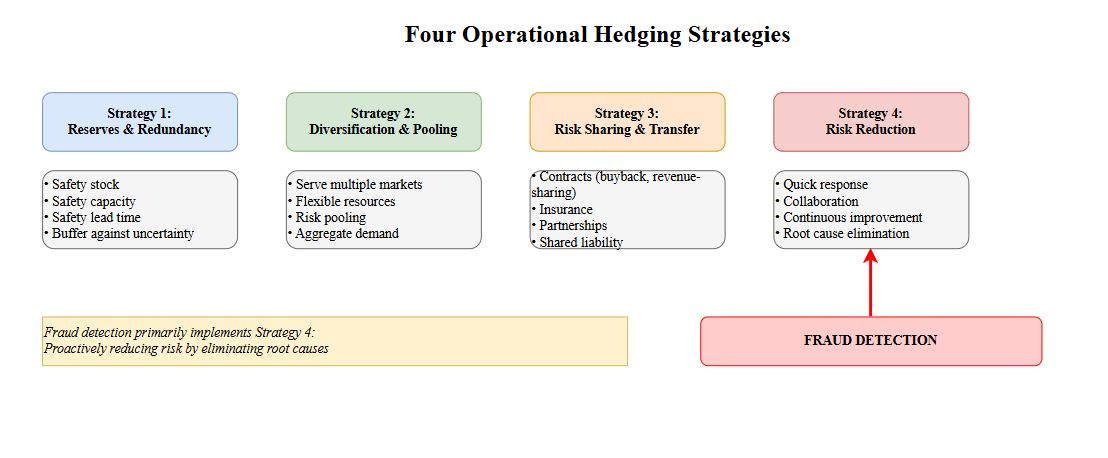 Four Operational Hedging Strategies
Strategy 1:
Reserves & Redundancy
Strategy 2:
Diversification & Pooling
Strategy 3:
Risk Sharing & Transfer
Strategy 4:
Risk Reduction
• Safety stock
• Safety capacity
• Safety lead time
• Buffer against uncertainty
• Serve multiple markets
• Flexible resources
• Risk pooling
• Aggregate demand
• Contracts (buyback, revenue-
sharing)
• Insurance
• Partnerships
• Shared liability
• Quick response
• Collaboration
• Continuous improvement
• Root cause elimination
Fraud detection primarily implements Strategy 4:
Proactively reducing risk by eliminating root causes
FRAUD DETECTION